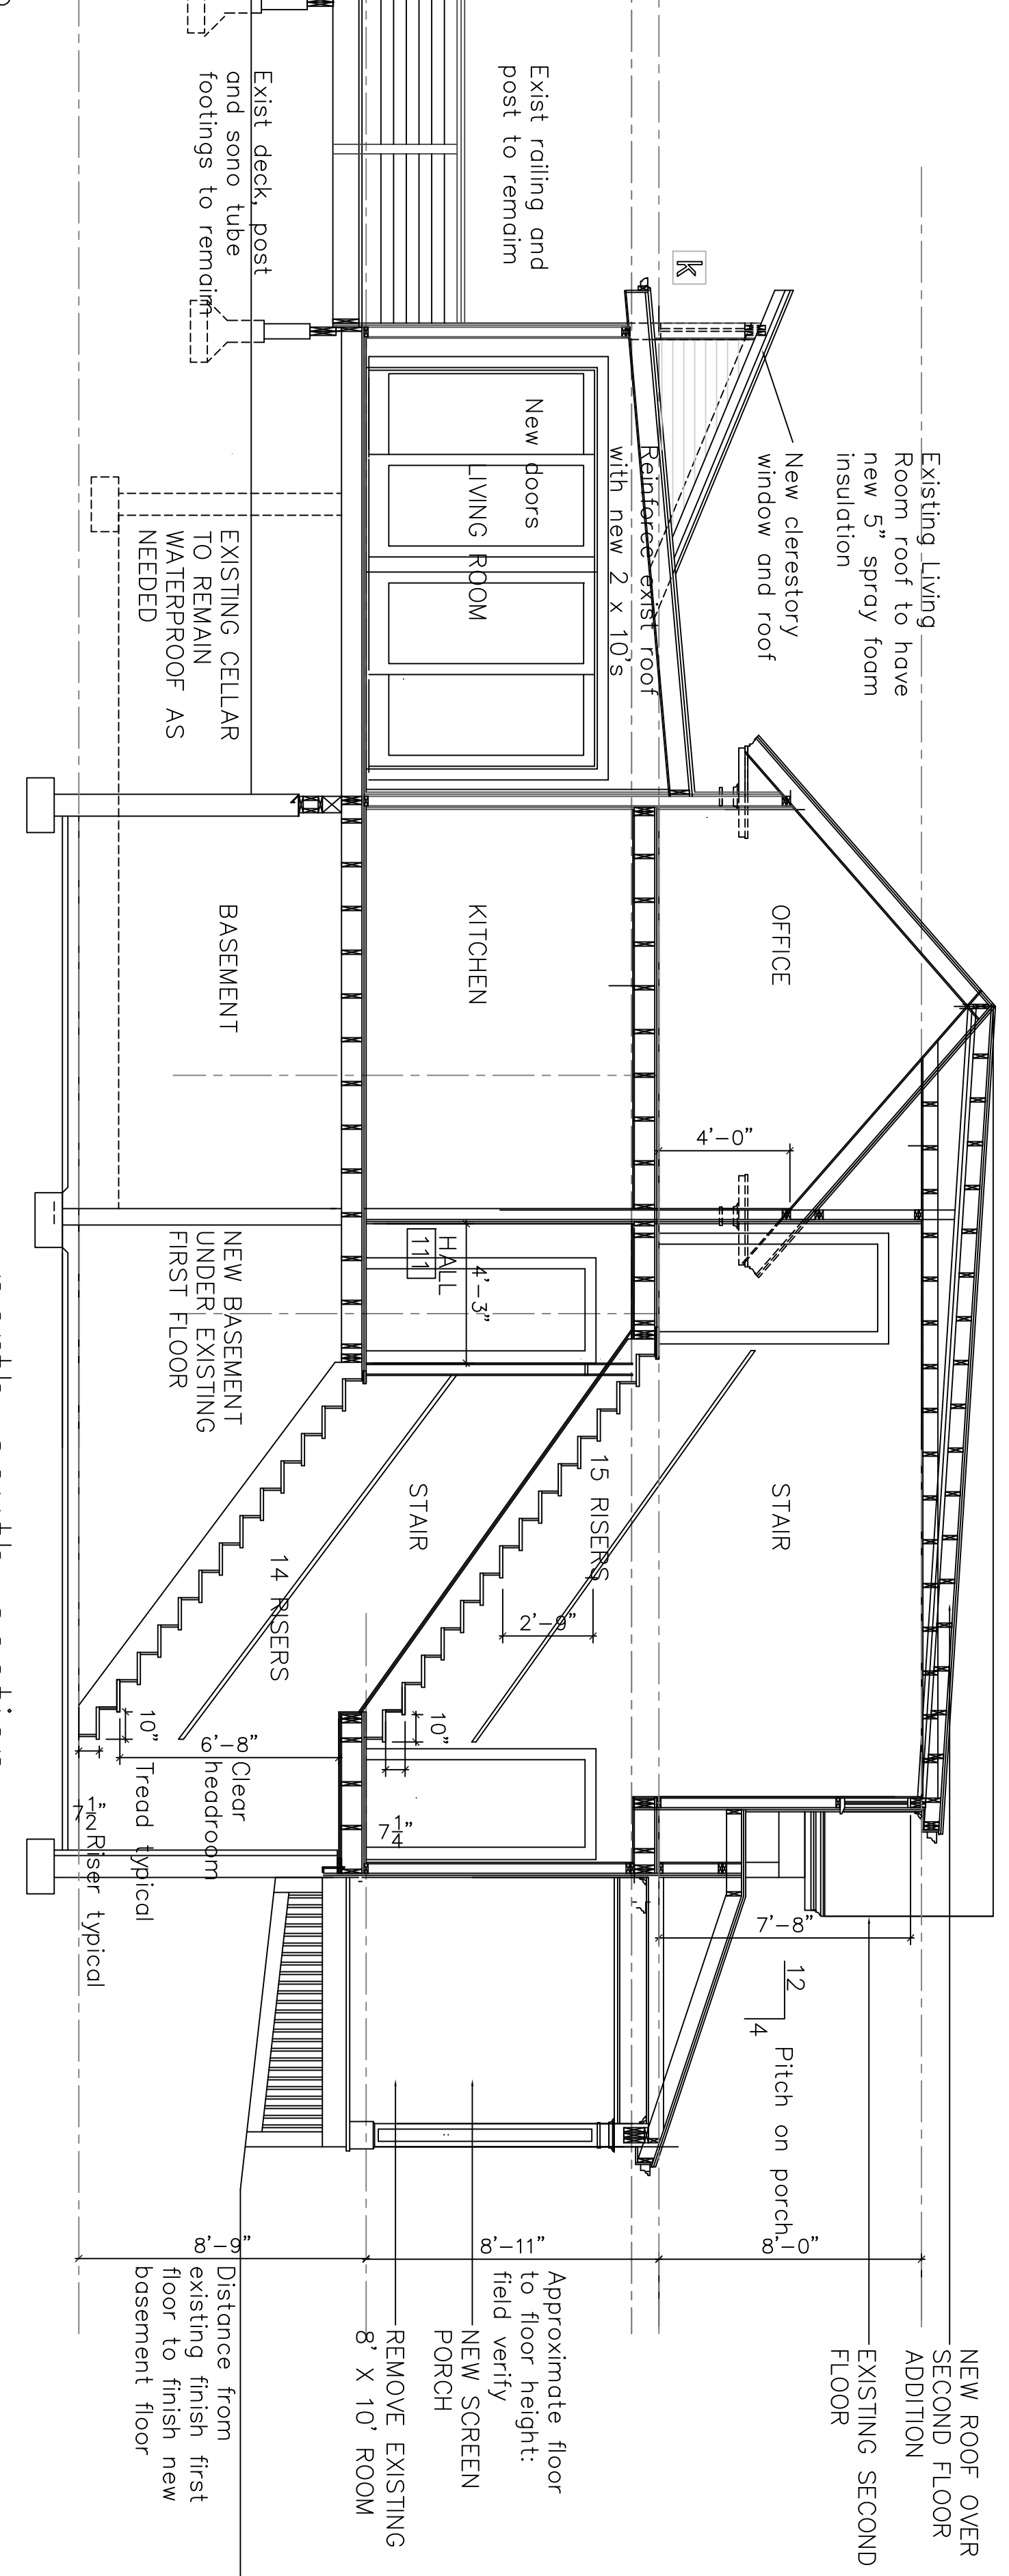 NEW ROOF OVER
SECOND FLOOR
ADDITION
EXISTING SECOND
FLOOR
Existing Living
Room roof to have
new 5" spray foam
insulation
New clerestory
window and roof
k
OFFICE
STAIR
4'-0"
7'-8"
12
4
Pitch on porch
8'-0"
Exist railing and
post to remaim
Reinforce exist roof
with new 2 x 10's
New doors
LIVING ROOM
KITCHEN
HALL
111
4'-3"
15 RISERS
2'-9"
STAIR
10"
7 1/4"
8'-11"
Approximate floor
to floor height:
field verify
NEW SCREEN
PORCH
REMOVE EXISTING
8' X 10' ROOM
Exist deck, post
and sono tube
footings to remaim
EXISTING CELLAR
TO REMAIN
WATERPROOF AS
NEEDED
BASEMENT
NEW BASEMENT
UNDER EXISTING
FIRST FLOOR
14 RISERS
6'-8" Clear
headroom
10" Tread typical
7 1/2" Riser typical
8'-9"
Distance from
existing finish first
floor to finish new
basement floor